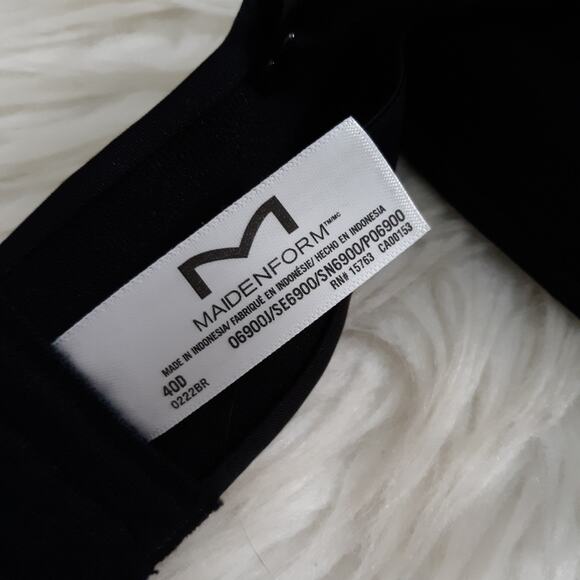 M
MAIDENFORM™/MC
MADE IN INDONESIA/ FABRIQUÉ EN INDONÉSIE/ HECHO EN INDONESIA
06900J/SE6900/SN6900/P06900
RN# 15763 CA00153
40D
0222BR